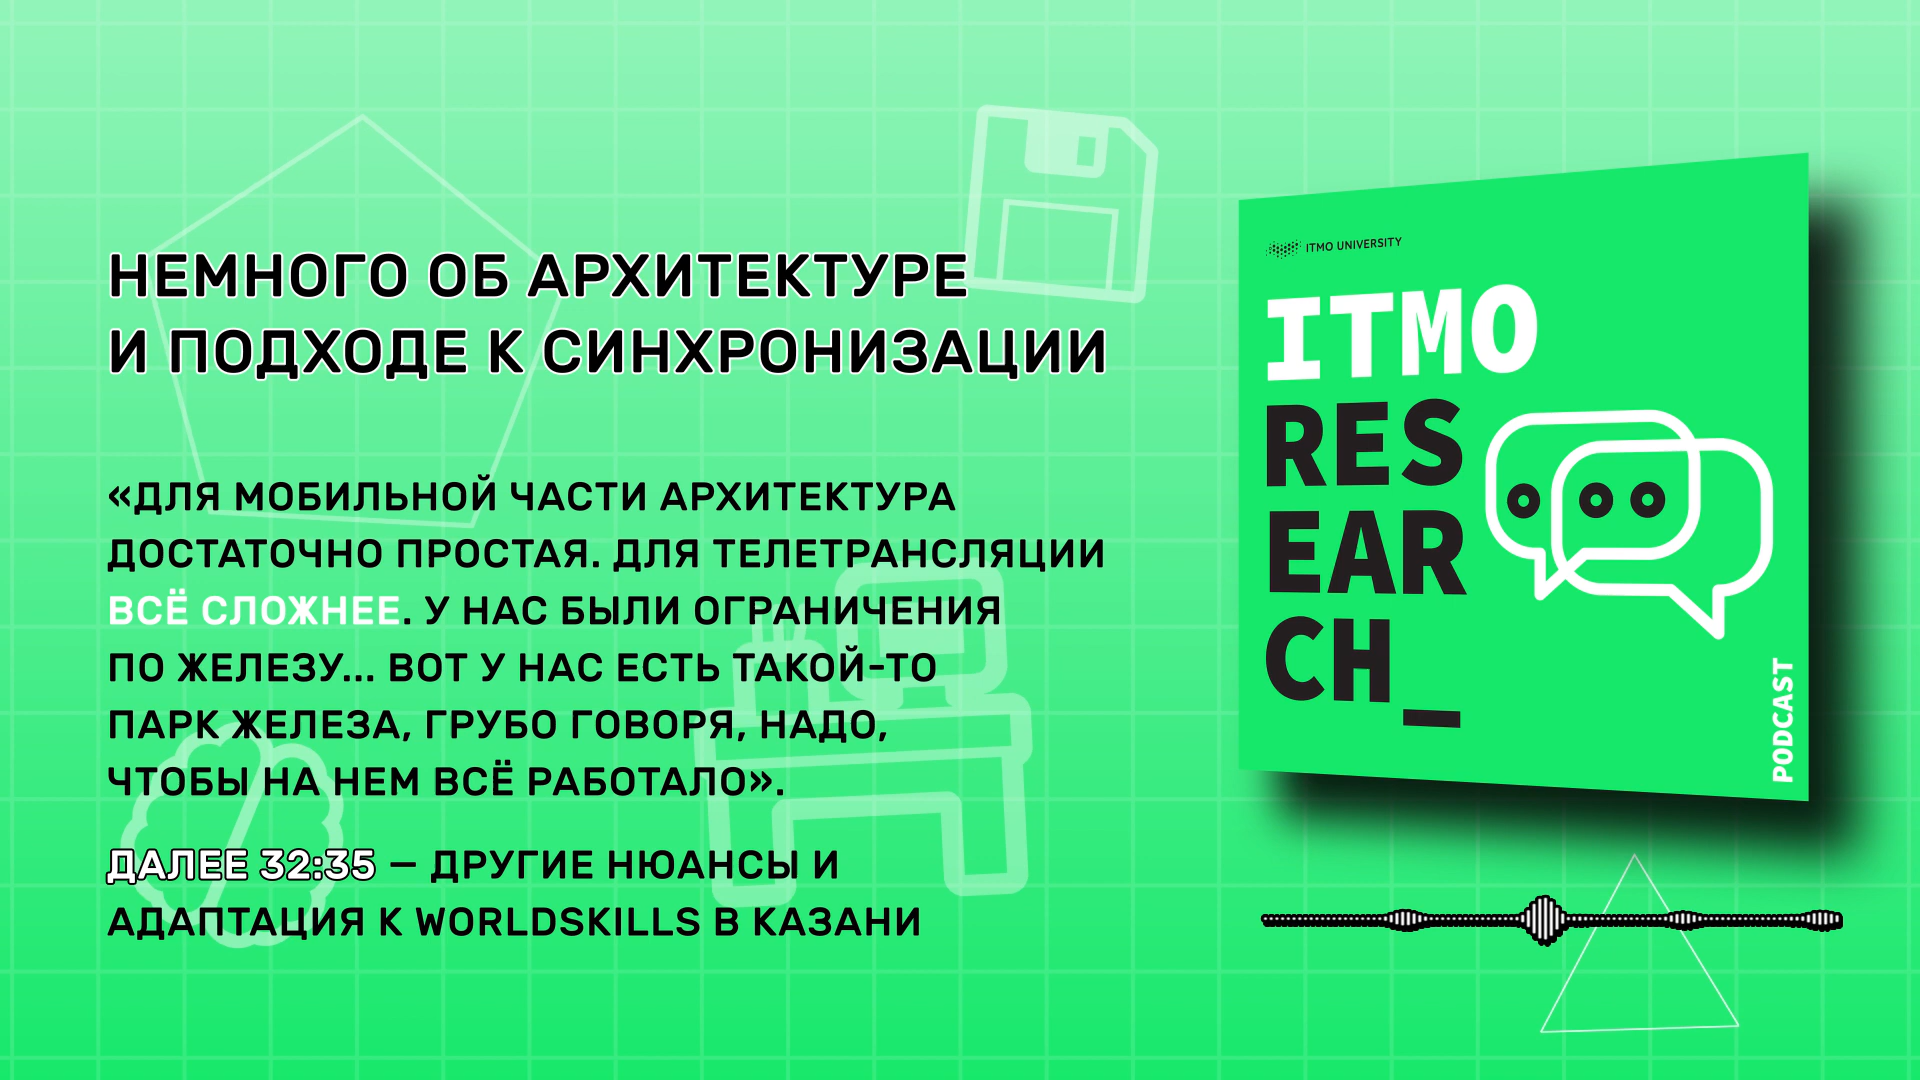 НЕМНОГО ОБ АРХИТЕКТУРЕ
И ПОДХОДЕ К СИНХРОНИЗАЦИИ
«ДЛЯ МОБИЛЬНОЙ ЧАСТИ АРХИТЕКТУРА
ДОСТАТОЧНО ПРОСТАЯ. ДЛЯ ТЕЛЕТРАНСЛЯЦИИ
ВСЁ СЛОЖНЕЕ. У НАС БЫЛИ ОГРАНИЧЕНИЯ
ПО ЖЕЛЕЗУ... ВОТ У НАС ЕСТЬ ТАКОЙ-ТО
ПАРК ЖЕЛЕЗА, ГРУБО ГОВОРЯ, НАДО,
ЧТОБЫ НА НЕМ ВСЁ РАБОТАЛО».
ДАЛЕЕ 32:35 — ДРУГИЕ НЮАНСЫ И
АДАПТАЦИЯ К WORLDSKILLS В КАЗАНИ
ITMO UNIVERSITY
ITMO
RES
EAR
CH_
PODCAST